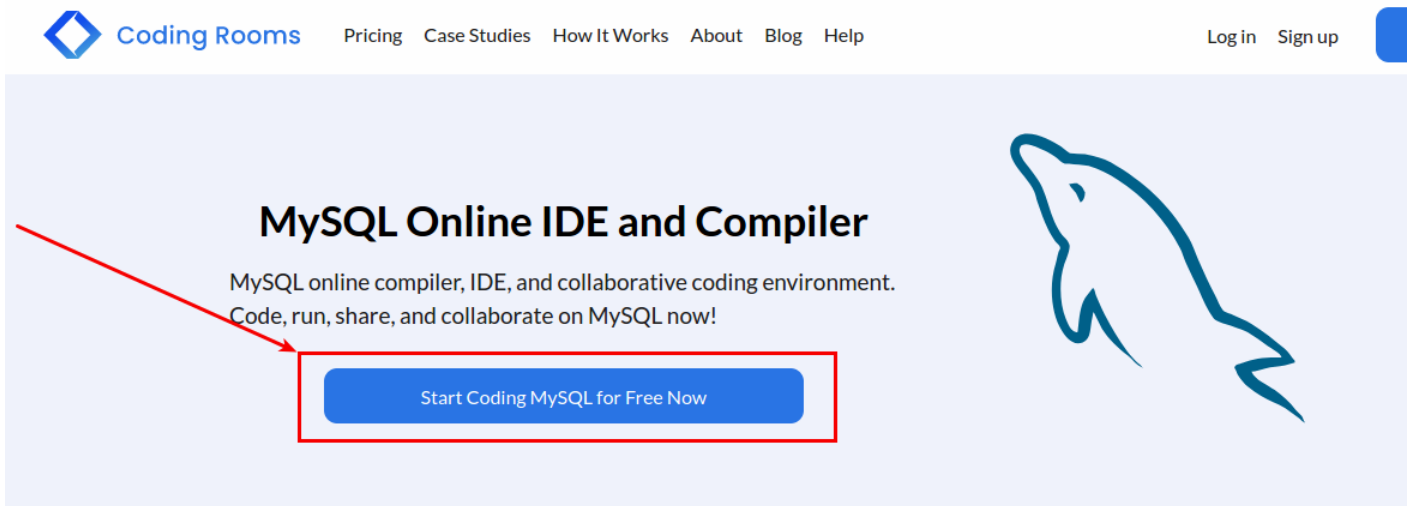 Coding Rooms Pricing Case Studies How It Works About Blog Help Log in Sign up
MySQL Online IDE and Compiler
MySQL online compiler, IDE, and collaborative coding environment.
Code, run, share, and collaborate on MySQL now!
Start Coding MySQL for Free Now